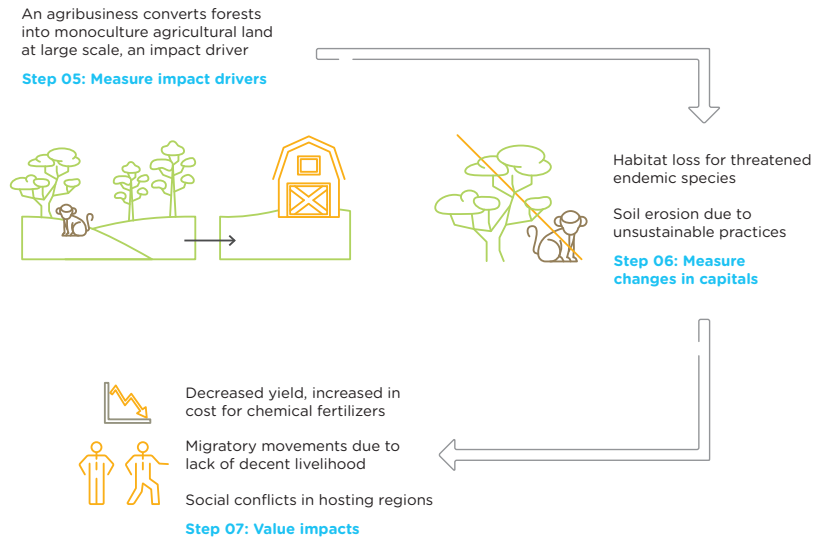 An agribusiness converts forests
into monoculture agricultural land
at large scale, an impact driver
Step 05: Measure impact drivers
Habitat loss for threatened
endemic species
Soil erosion due to
unsustainable practices
Step 06: Measure
changes in capitals
Decreased yield, increased in
cost for chemical fertilizers
Migratory movements due to
lack of decent livelihood
Social conflicts in hosting regions
Step 07: Value impacts